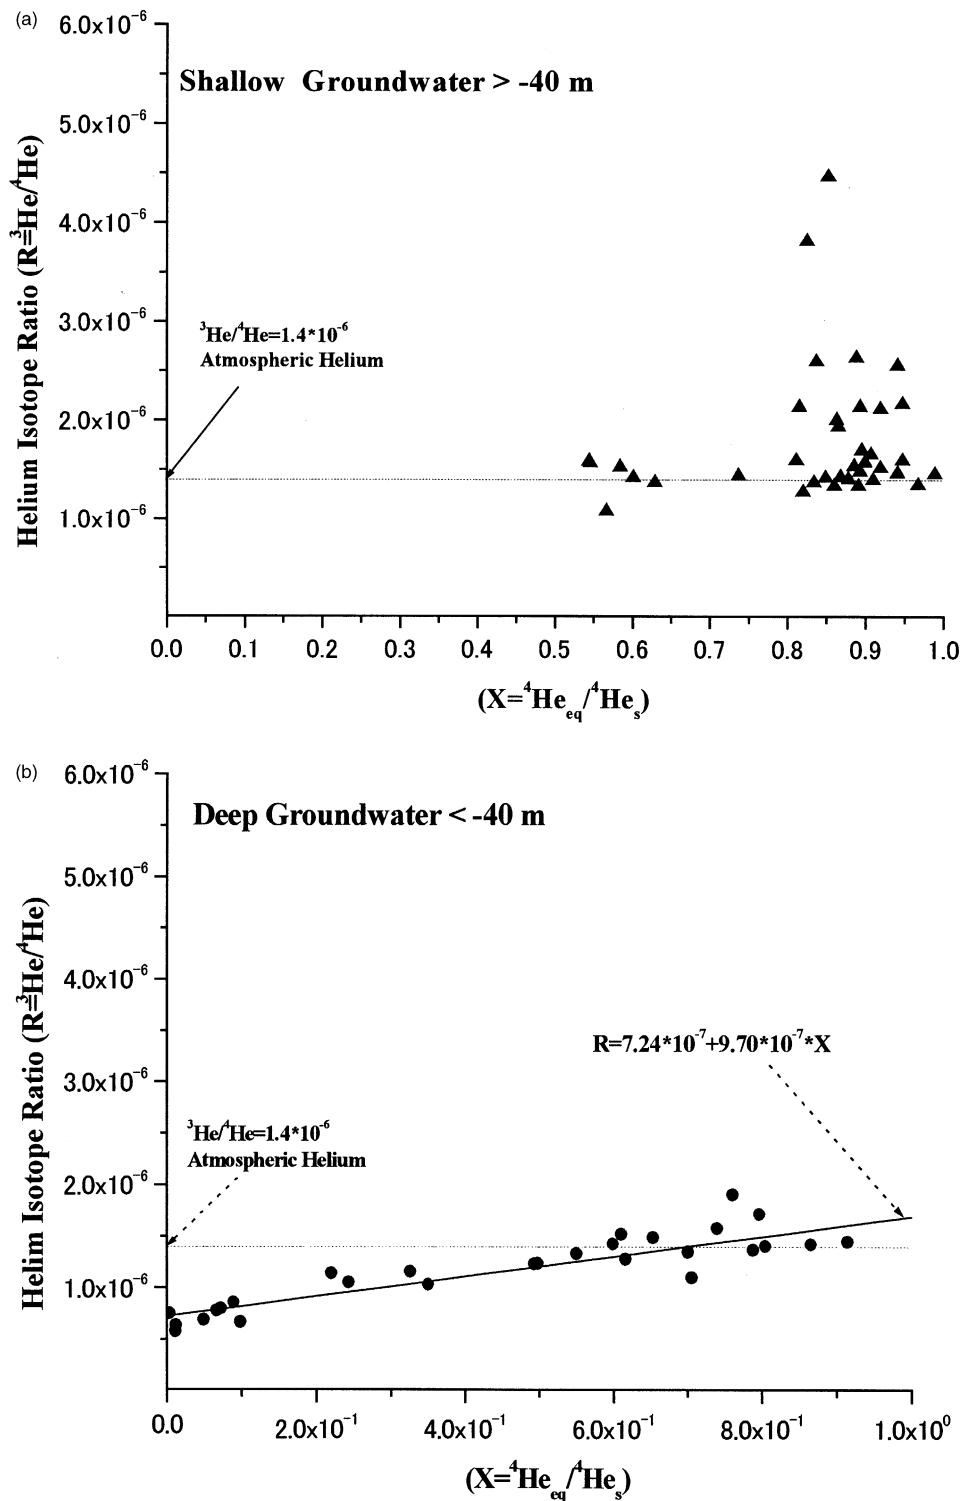 (a)
6.0x10⁻⁶
Shallow Groundwater > -40 m
5.0x10⁻⁶
4.0x10⁻⁶
3.0x10⁻⁶
³He/⁴He=1.4*10⁻⁶
Atmospheric Helium
2.0x10⁻⁶
1.0x10⁻⁶
Helium Isotope Ratio (R=³He/⁴He)
0.0 0.1 0.2 0.3 0.4 0.5 0.6 0.7 0.8 0.9 1.0
(X=⁴Heeq/⁴Hes)
(b)
6.0x10⁻⁶
Deep Groundwater < -40 m
5.0x10⁻⁶
4.0x10⁻⁶
R=7.24*10⁻⁷+9.70*10⁻⁷*X
3.0x10⁻⁶
³He/⁴He=1.4*10⁻⁶
Atmospheric Helium
2.0x10⁻⁶
1.0x10⁻⁶
Helim Isotope Ratio (R=³He/⁴He)
0.0 2.0x10⁻¹ 4.0x10⁻¹ 6.0x10⁻¹ 8.0x10⁻¹ 1.0x10⁰
(X=⁴Heeq/⁴Hes)